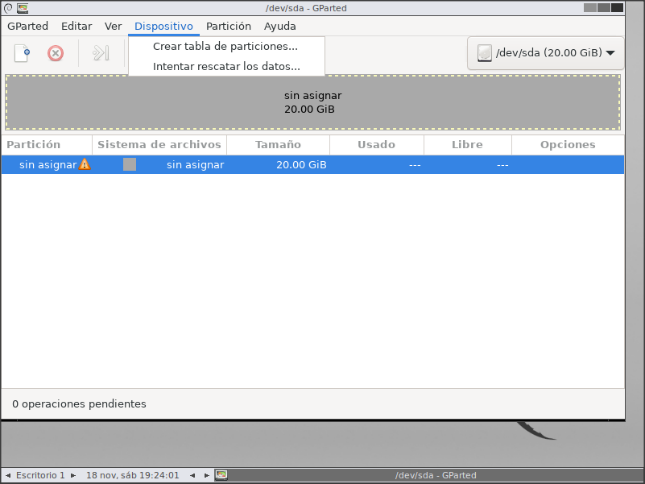 /dev/sda - GParted
GParted Editar Ver Dispositivo Partición Ayuda
Crear tabla de particiones...
Intentar rescatar los datos...
/dev/sda (20.00 GiB)
sin asignar
20.00 GiB
Partición Sistema de archivos Tamaño Usado Libre Opciones
sin asignar sin asignar 20.00 GiB --- ---
0 operaciones pendientes
Escritorio 1 18 nov, sáb 19:24:01 /dev/sda - GParted